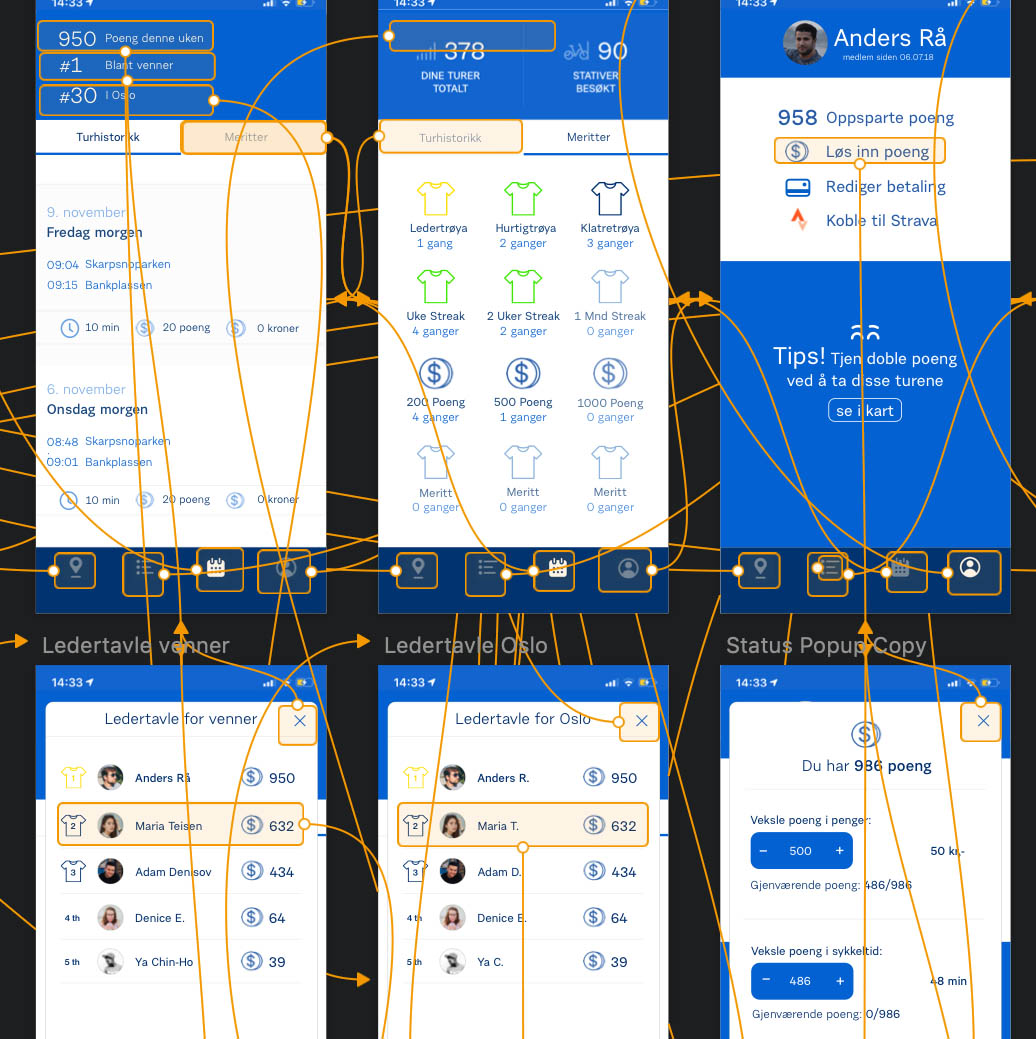 14:33
950 Poeng denne uken
#1 Blant venner
#30 I Oslo
Turhistorikk
Meritter
9. november
Fredag morgen
09:04 Skarpsnoparken
09:15 Bankplassen
10 min
20 poeng
0 kroner
6. november
Onsdag morgen
08:48 Skarpsnoparken
09:01 Bankplassen
10 min
20 poeng
0 kroner
14:33
378
DINE TURER
TOTALT
90
STATIVER
BESØKT
Turhistorikk
Meritter
Ledertrøya
1 gang
Hurtigtrøya
2 ganger
Klatretrøya
3 ganger
Uke Streak
4 ganger
2 Uker Streak
2 ganger
1 Mnd Streak
0 ganger
200 Poeng
4 ganger
500 Poeng
1 ganger
1000 Poeng
0 ganger
Meritt
0 ganger
Meritt
0 ganger
Meritt
0 ganger
14:33
Anders Rå
medlem siden 06.07.18
958 Oppsparte poeng
Løs inn poeng
Rediger betaling
Koble til Strava
Tips! Tjen doble poeng
ved å ta disse turene
se i kart
Ledertavle venner
14:33
Ledertavle for venner
1 Anders Rå 950
2 Maria Teisen 632
3 Adam Denisov 434
4 th Denice E. 64
5 th Ya Chin-Ho 39
Ledertavle Oslo
14:33
Ledertavle for Oslo
1 Anders R. 950
2 Maria T. 632
3 Adam D. 434
4 th Denice E. 64
5 th Ya C. 39
Status Popup Copy
14:33
Du har 986 poeng
Veksle poeng i penger:
− 500 +
50 kr,-
Gjenværende poeng: 486/986
Veksle poeng i sykkeltid:
− 486 +
48 min
Gjenværende poeng: 0/986